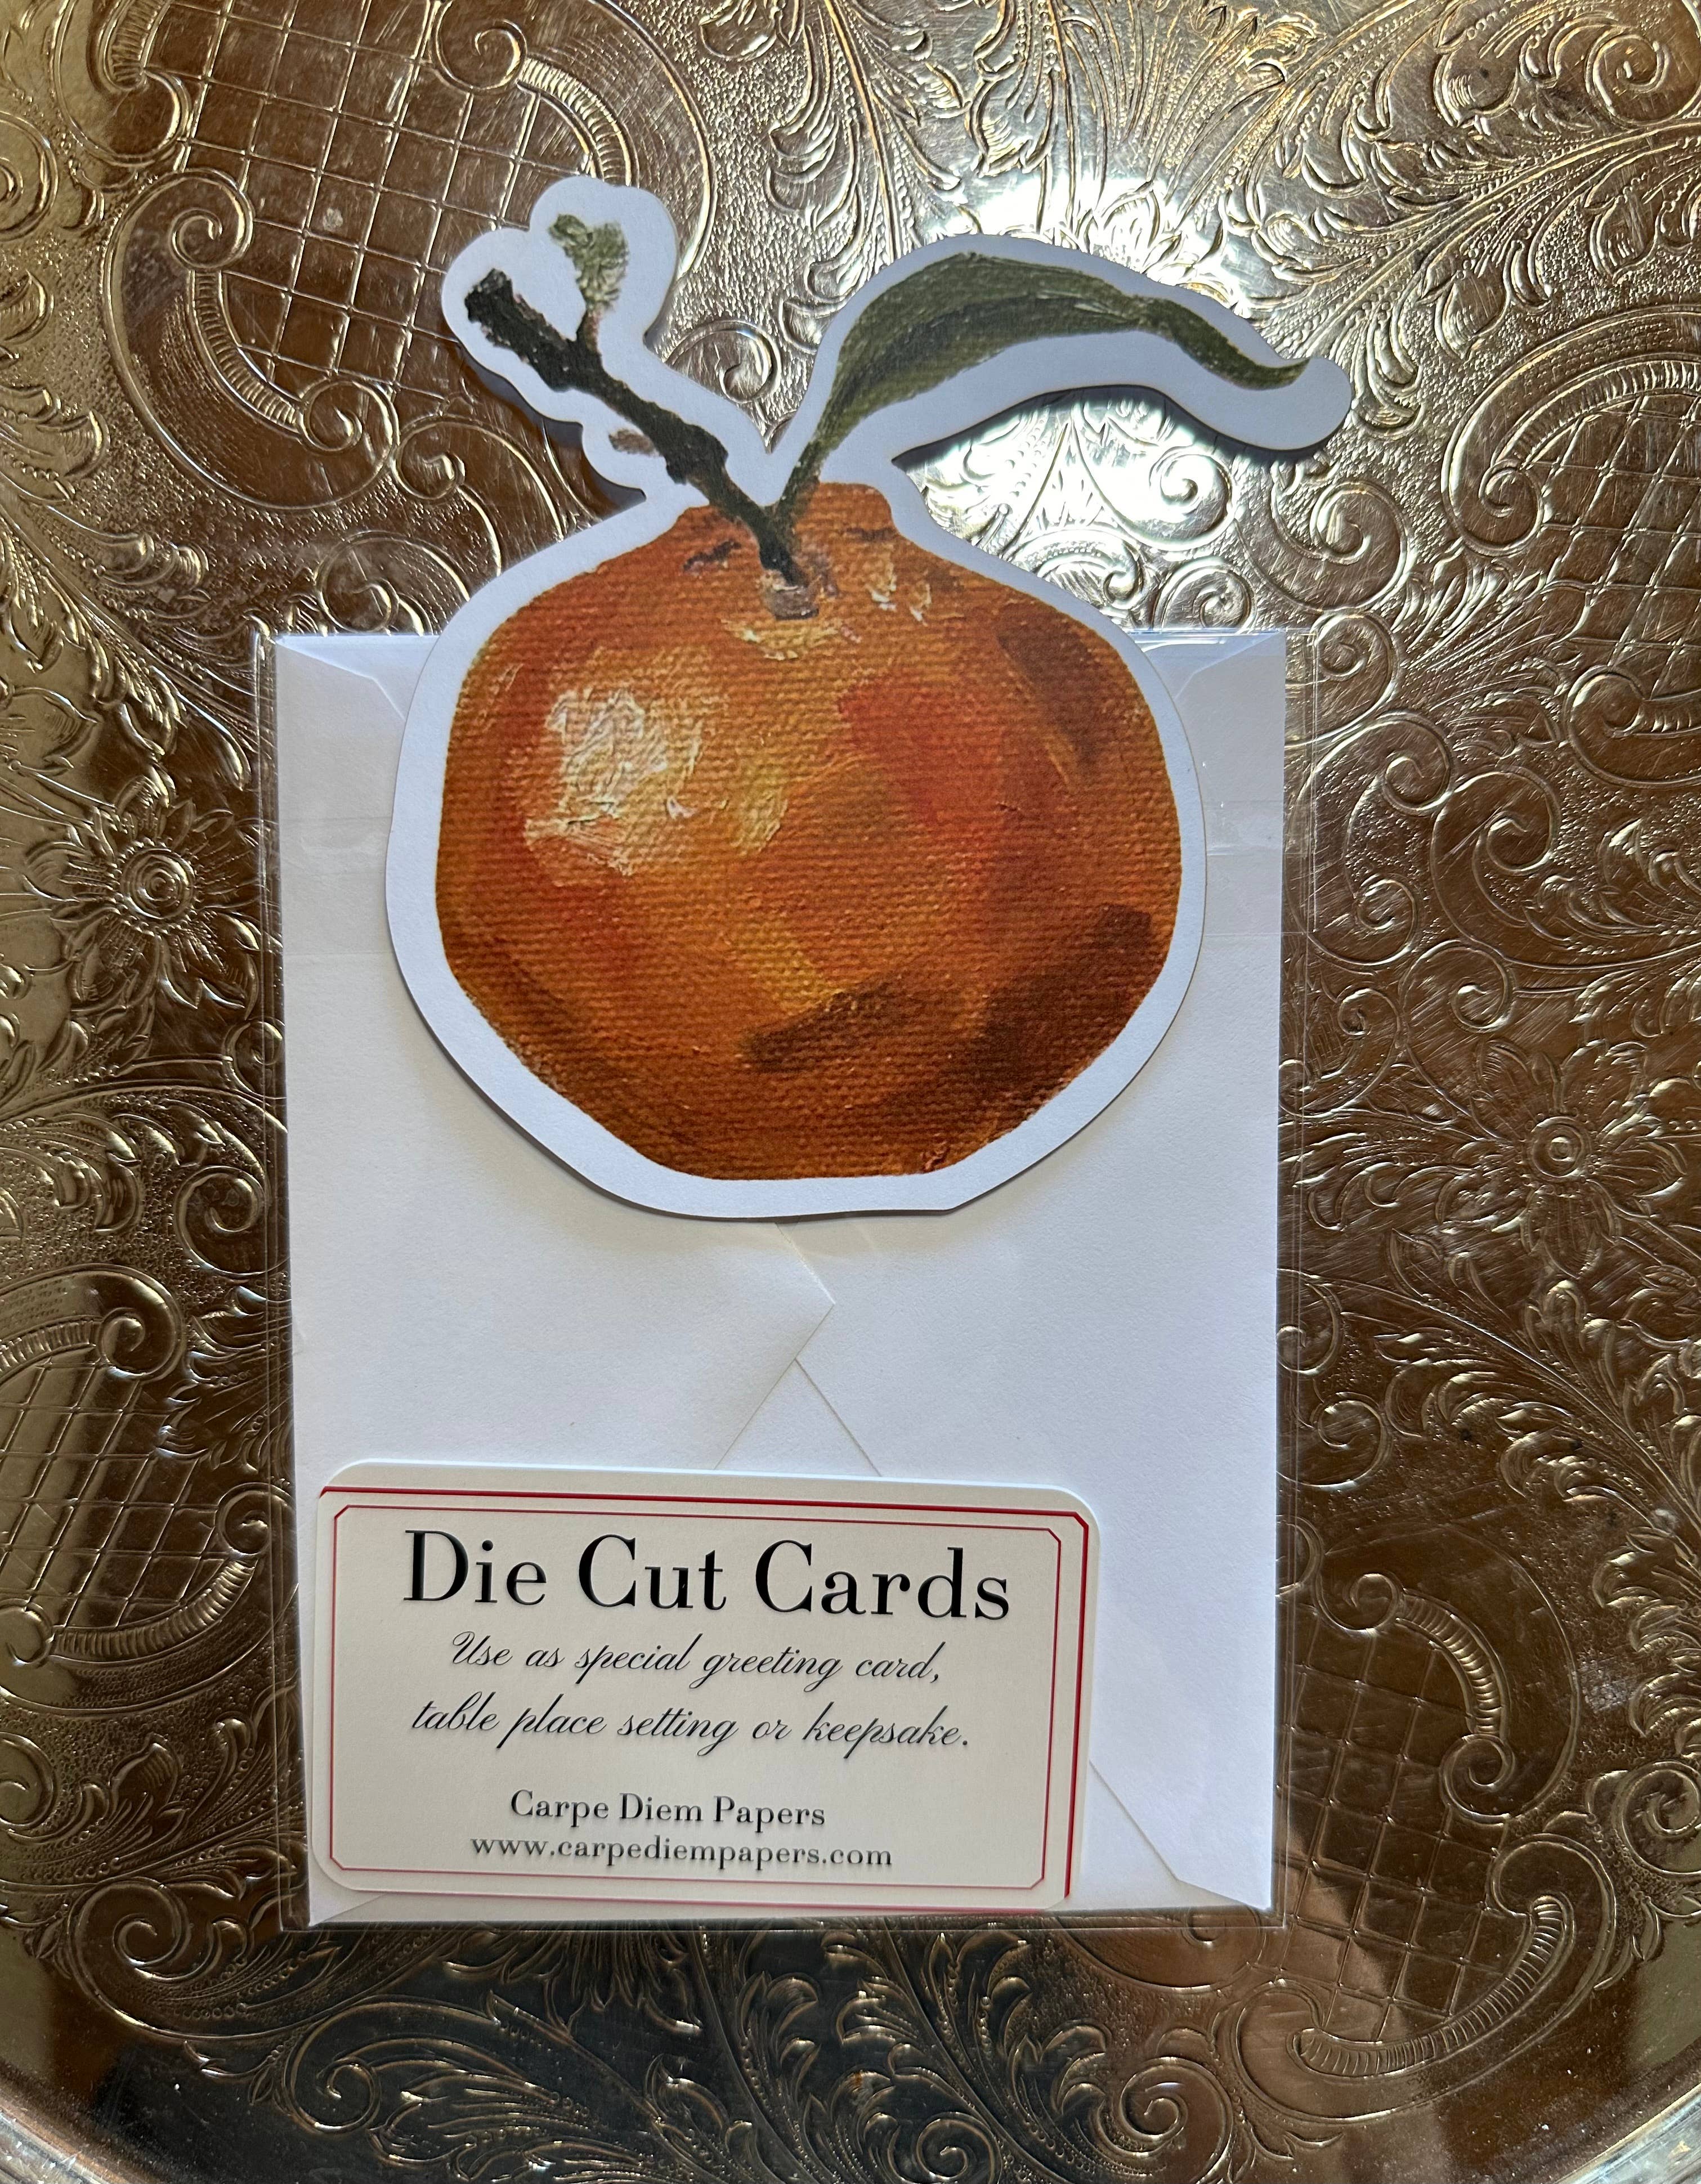 Die Cut Cards
Use as special greeting card,
table place setting or keepsake.
Carpe Diem Papers
www.carpediempapers.com